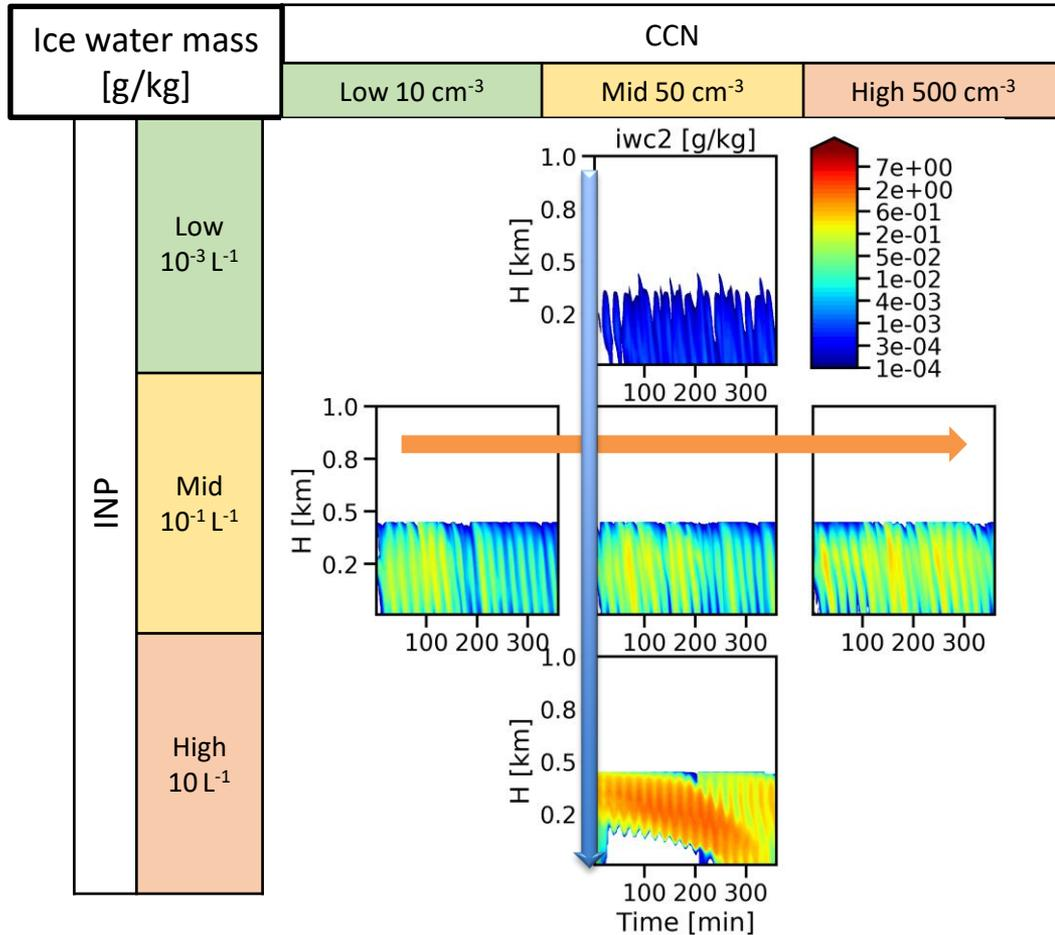 Ice water mass
[g/kg]
CCN
Low 10 cm⁻³
Mid 50 cm⁻³
High 500 cm⁻³
INP
Low
10⁻³ L⁻¹
iwc2 [g/kg]
H [km]
1.0
0.8
0.5
0.2
100 200 300
7e+00
2e+00
6e-01
2e-01
5e-02
1e-02
4e-03
1e-03
3e-04
1e-04
Mid
10⁻¹ L⁻¹
H [km]
1.0
0.8
0.5
0.2
100 200 300
100 200 300
100 200 300
High
10 L⁻¹
H [km]
1.0
0.8
0.5
0.2
100 200 300
Time [min]